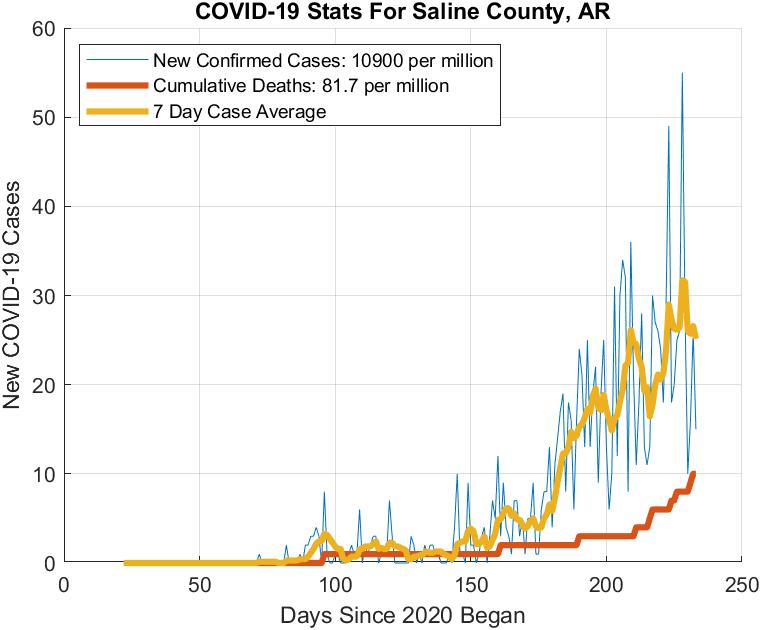 COVID-19 Stats For Saline County, AR
60
New Confirmed Cases: 10900 per million
Cumulative Deaths: 81.7 per million
7 Day Case Average
50
40
30
20
10
0
New COVID-19 Cases
0 50 100 150 200 250
Days Since 2020 Began